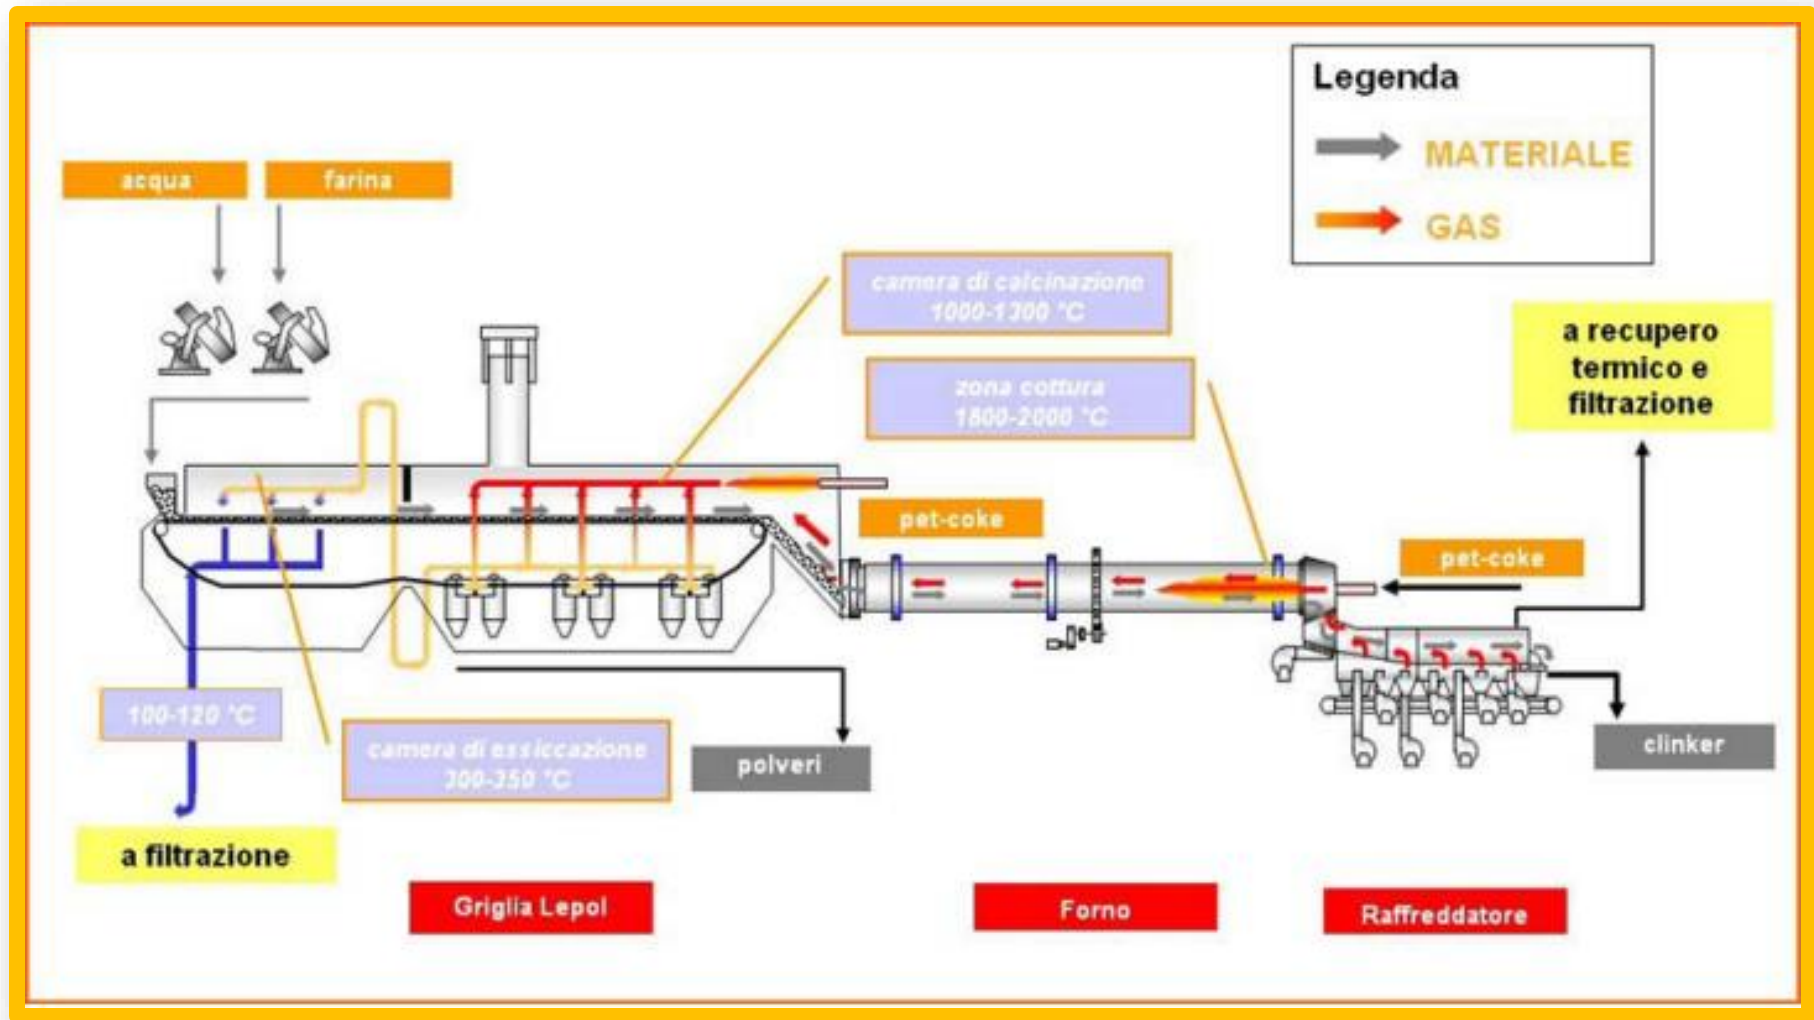 Legenda
MATERIALE
GAS
acqua
farina
camera di calcinazione
1000-1300 °C
zona cottura
1800-2000 °C
a recupero
termico e
filtrazione
pet-coke
pet-coke
100-120 °C
camera di essiccazione
300-350 °C
polveri
clinker
a filtrazione
Griglia Lepol
Forno
Raffreddatore